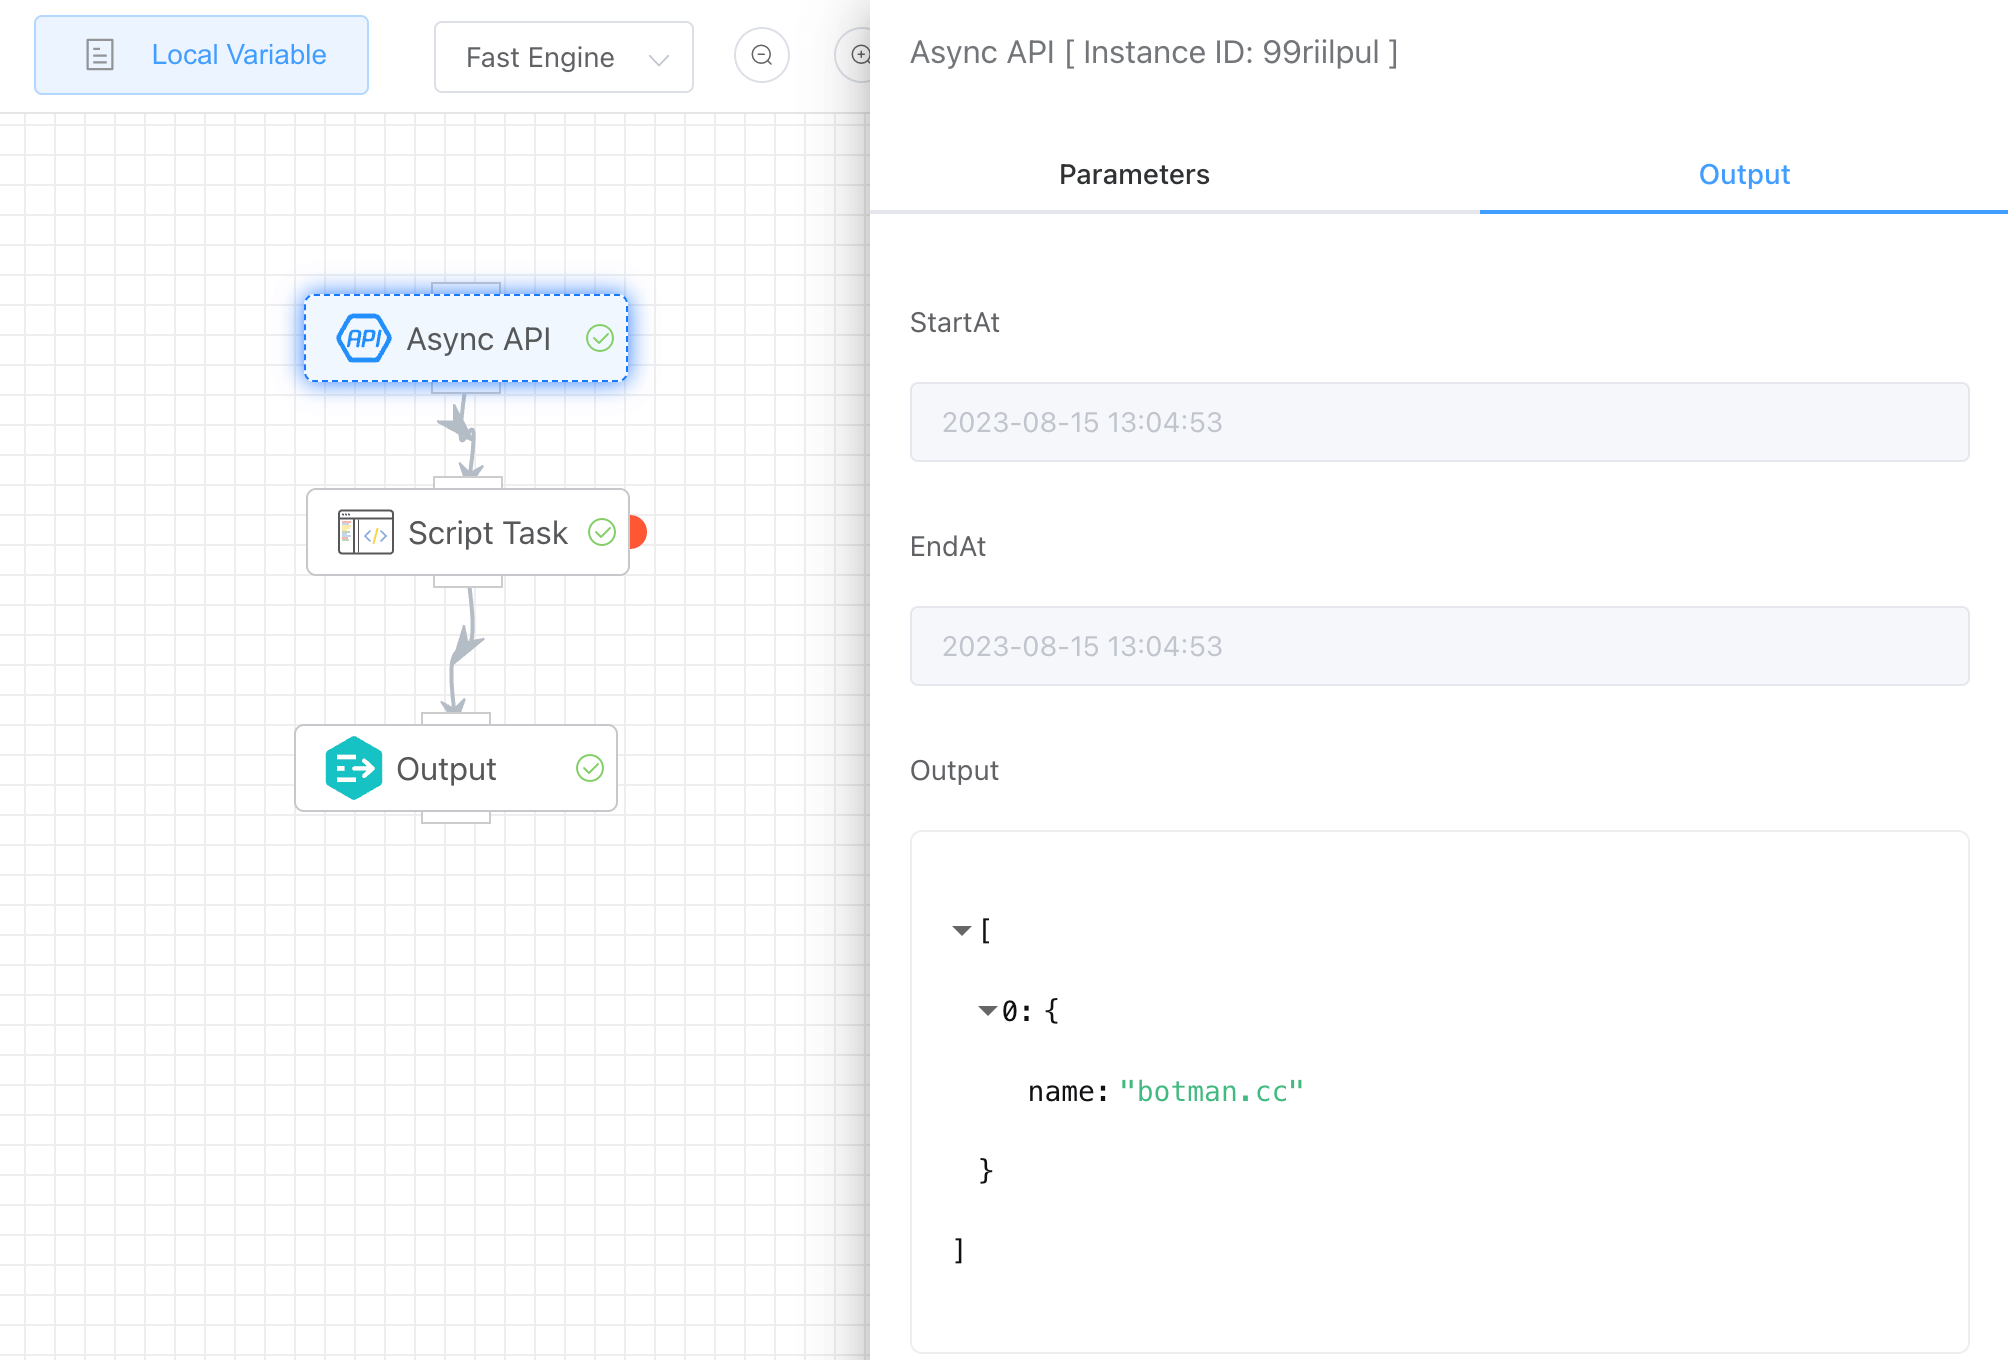 Local Variable
Fast Engine
API Async API
Script Task
Output
Async API [ Instance ID: 99riilpul ]
Parameters
Output
StartAt
2023-08-15 13:04:53
EndAt
2023-08-15 13:04:53
Output
[
0: {
name: "botman.cc"
}
]